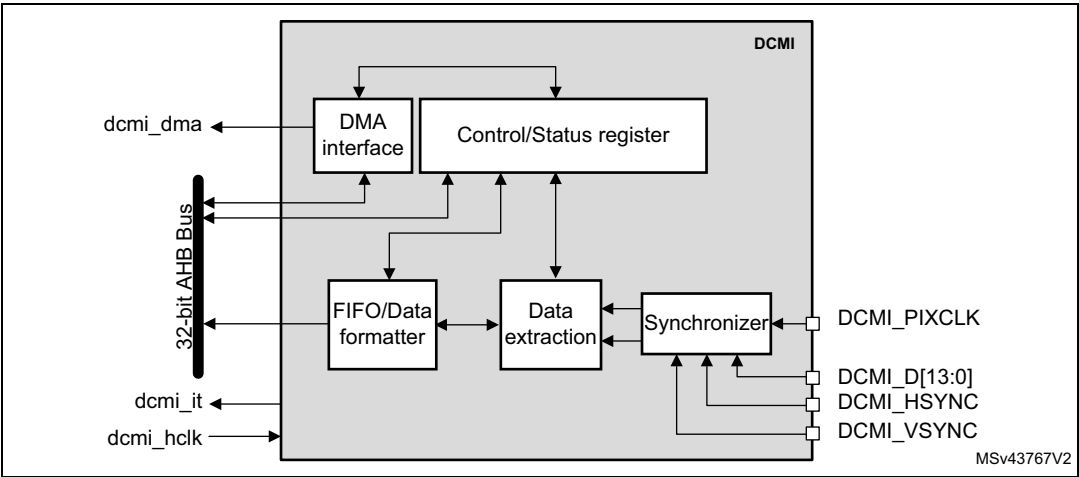 DCMI
DMA
interface
Control/Status register
dcmi_dma
32-bit AHB Bus
FIFO/Data
formatter
Data
extraction
Synchronizer
DCMI_PIXCLK
DCMI_D[13:0]
DCMI_HSYNC
DCMI_VSYNC
dcmi_it
dcmi_hclk
MSv43767V2